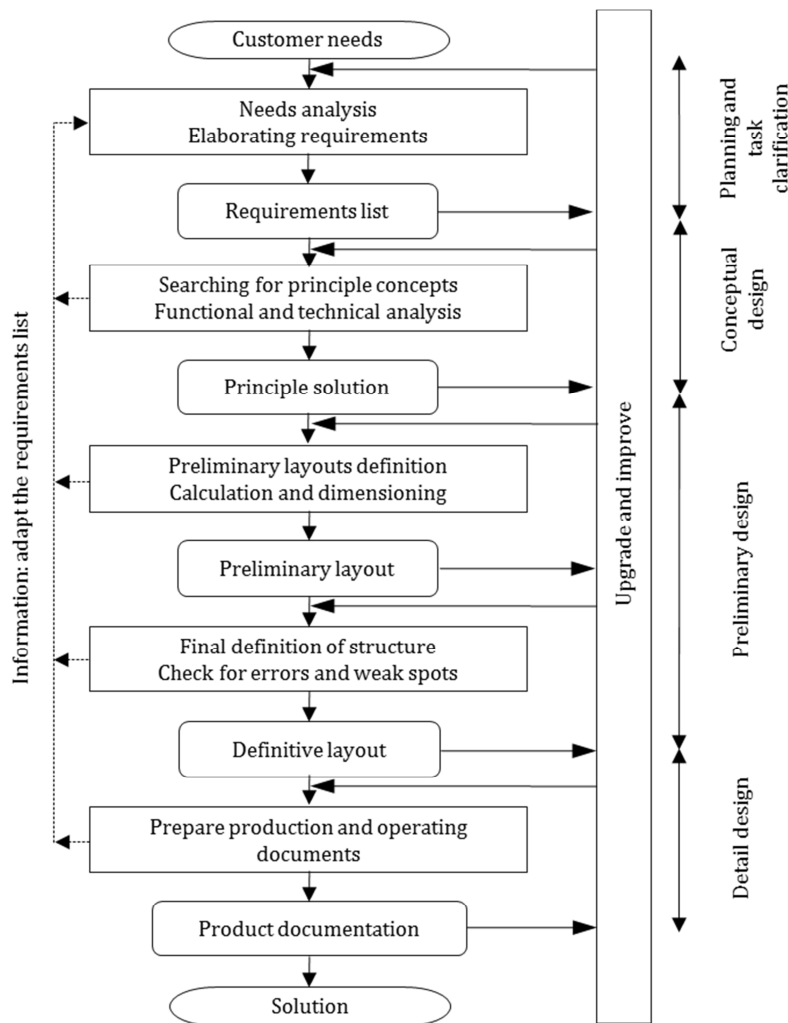 Customer needs
Needs analysis
Elaborating requirements
Requirements list
Searching for principle concepts
Functional and technical analysis
Principle solution
Preliminary layouts definition
Calculation and dimensioning
Preliminary layout
Final definition of structure
Check for errors and weak spots
Definitive layout
Prepare production and operating
documents
Product documentation
Solution
Information: adapt the requirements list
Upgrade and improve
Planning and
task
clarification
Conceptual
design
Preliminary design
Detail design